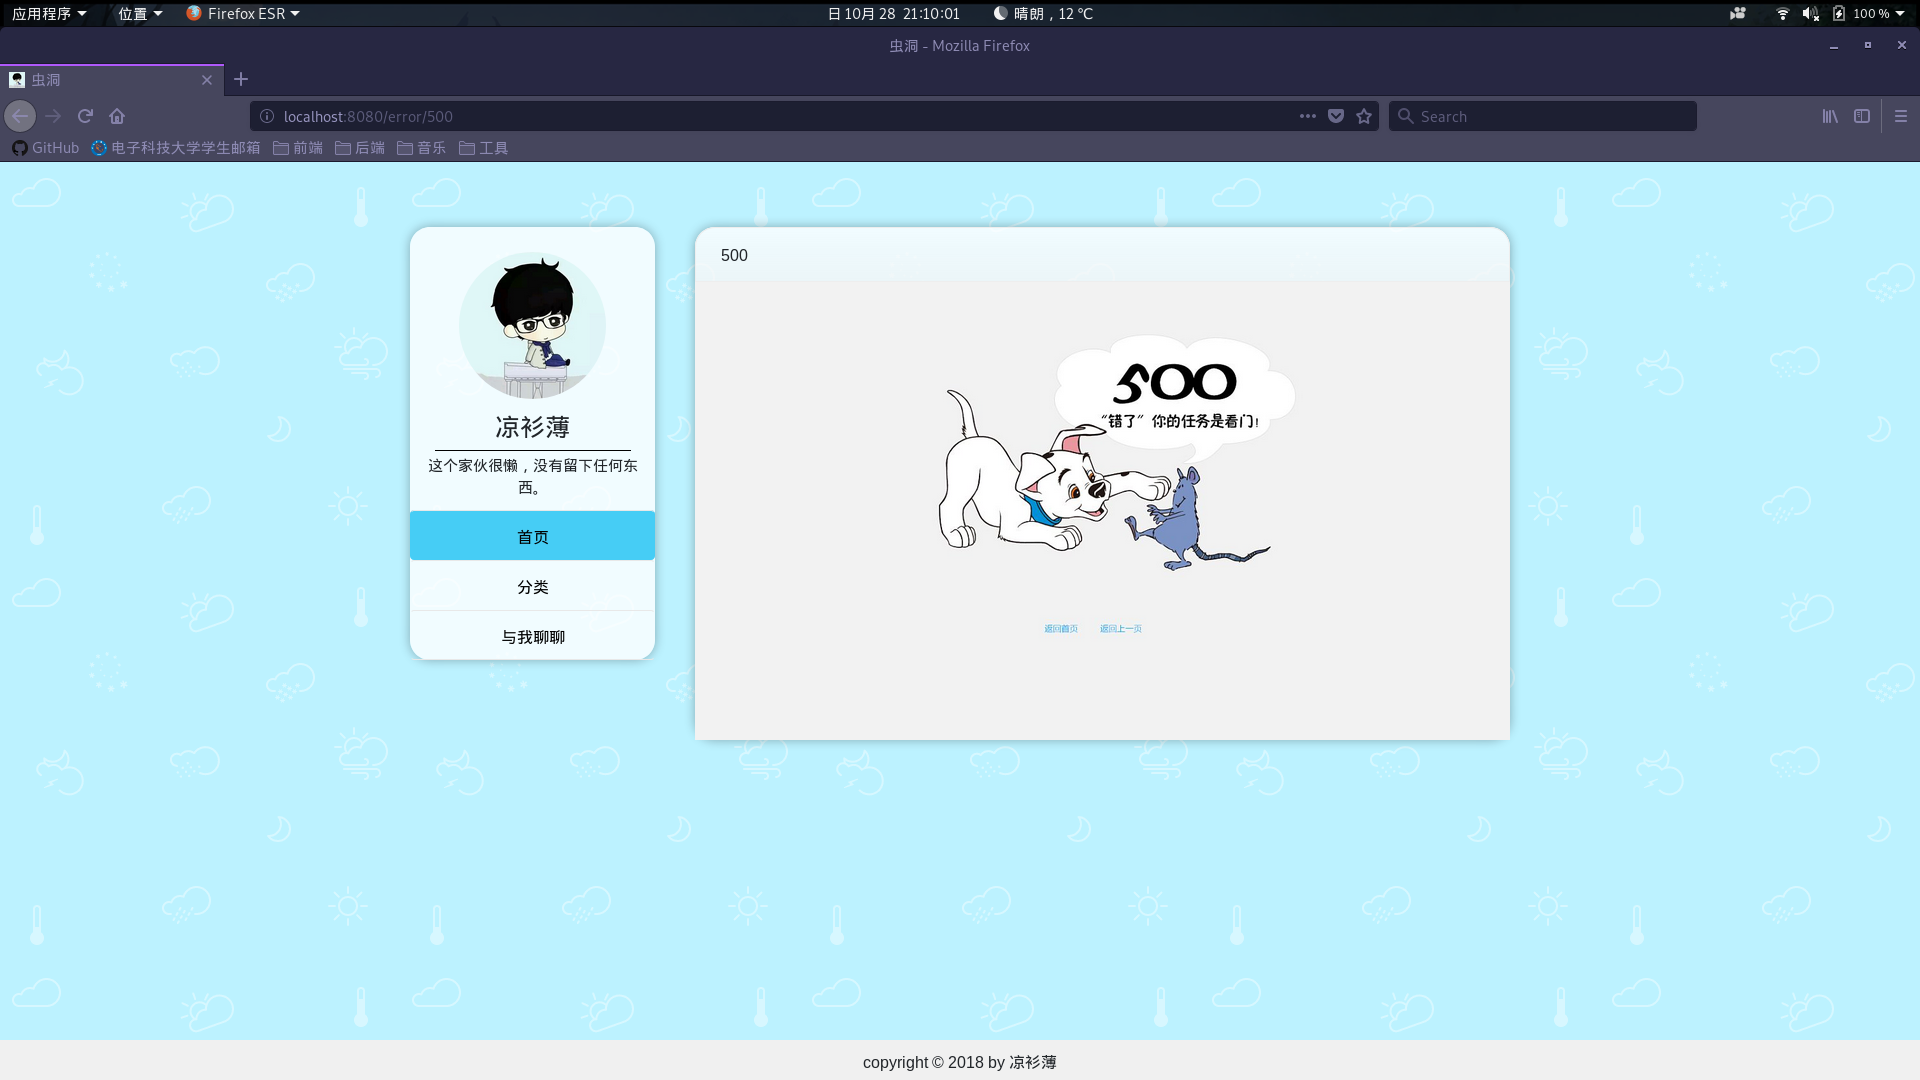 应用程序 位置 Firefox ESR 日 10月 28 21:10:01 晴朗，12 ℃ 100 %
虫洞 - Mozilla Firefox
虫洞
localhost:8080/error/500 Search
GitHub 电子科技大学学生邮箱 前端 后端 音乐 工具
凉衫薄
这个家伙很懒，没有留下任何东
西。
首页
分类
与我聊聊
500
500
“错了”你的任务是看门!
返回首页 返回上一页
copyright © 2018 by 凉衫薄